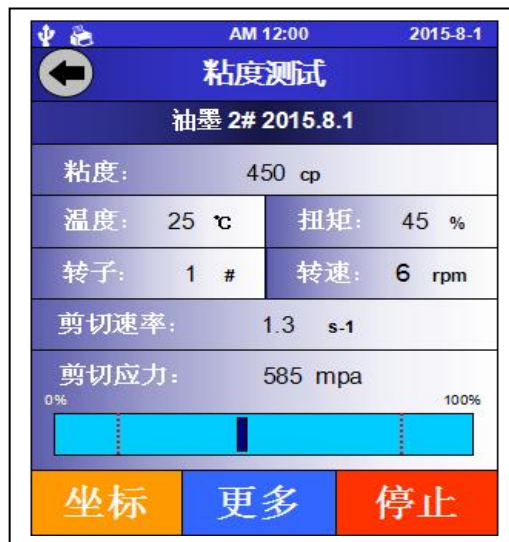 AM 12:00 2015-8-1
粘度测试
油墨 2# 2015.8.1
粘度： 450 cp
温度： 25 ℃ 扭矩： 45 %
转子： 1 # 转速： 6 rpm
剪切速率： 1.3 s-1
剪切应力： 585 mpa
0% 100%
坐标 更多 停止